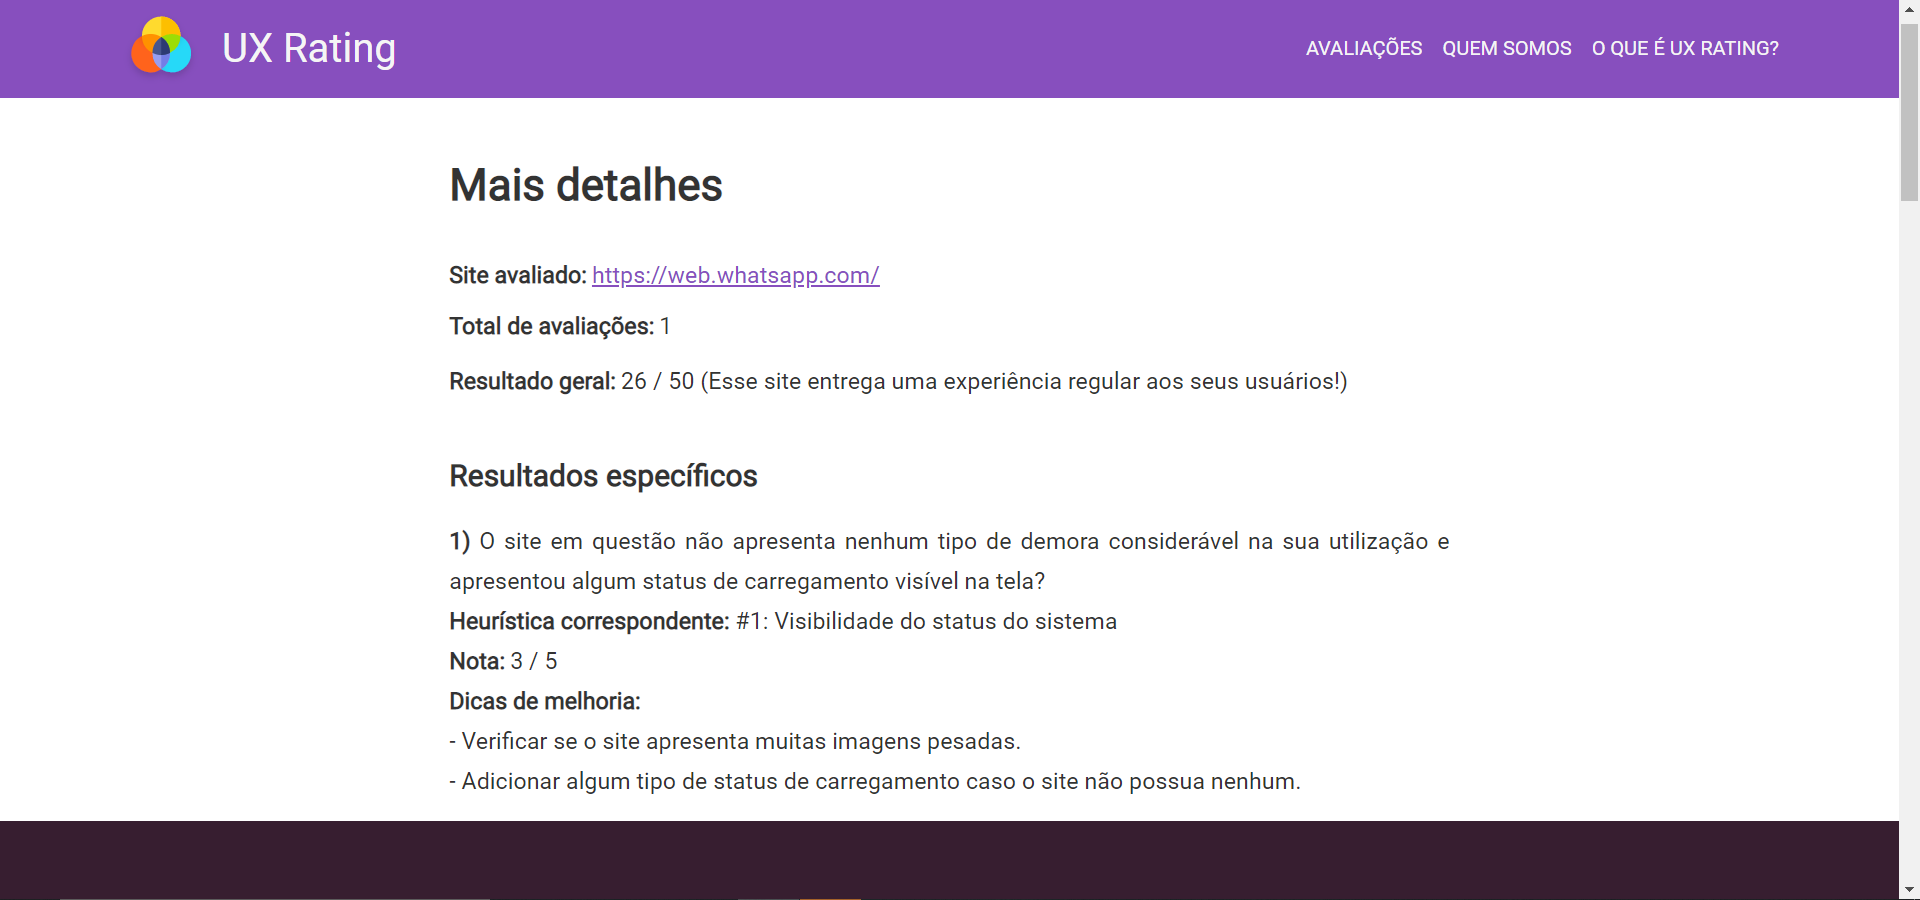 UX Rating
AVALIAÇÕES QUEM SOMOS O QUE É UX RATING?
Mais detalhes
Site avaliado: https://web.whatsapp.com/
Total de avaliações: 1
Resultado geral: 26 / 50 (Esse site entrega uma experiência regular aos seus usuários!)
Resultados específicos
1) O site em questão não apresenta nenhum tipo de demora considerável na sua utilização e
apresentou algum status de carregamento visível na tela?
Heurística correspondente: #1: Visibilidade do status do sistema
Nota: 3 / 5
Dicas de melhoria:
- Verificar se o site apresenta muitas imagens pesadas.
- Adicionar algum tipo de status de carregamento caso o site não possua nenhum.